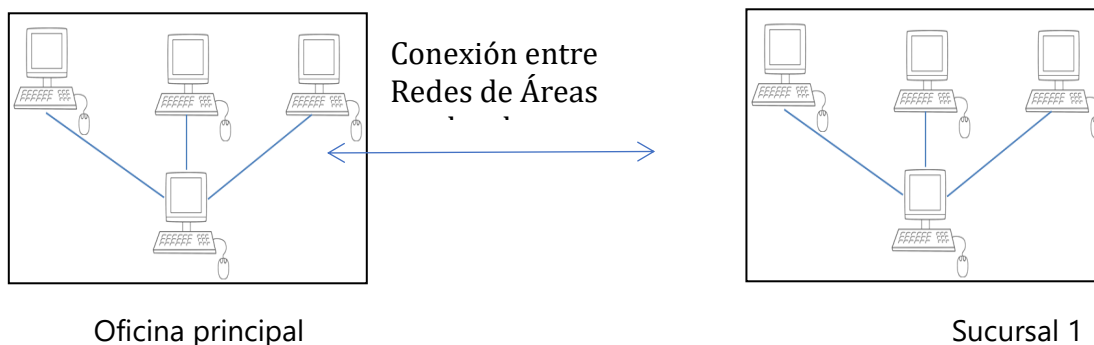 Conexión entre
Redes de Áreas
Oficina principal
Sucursal 1